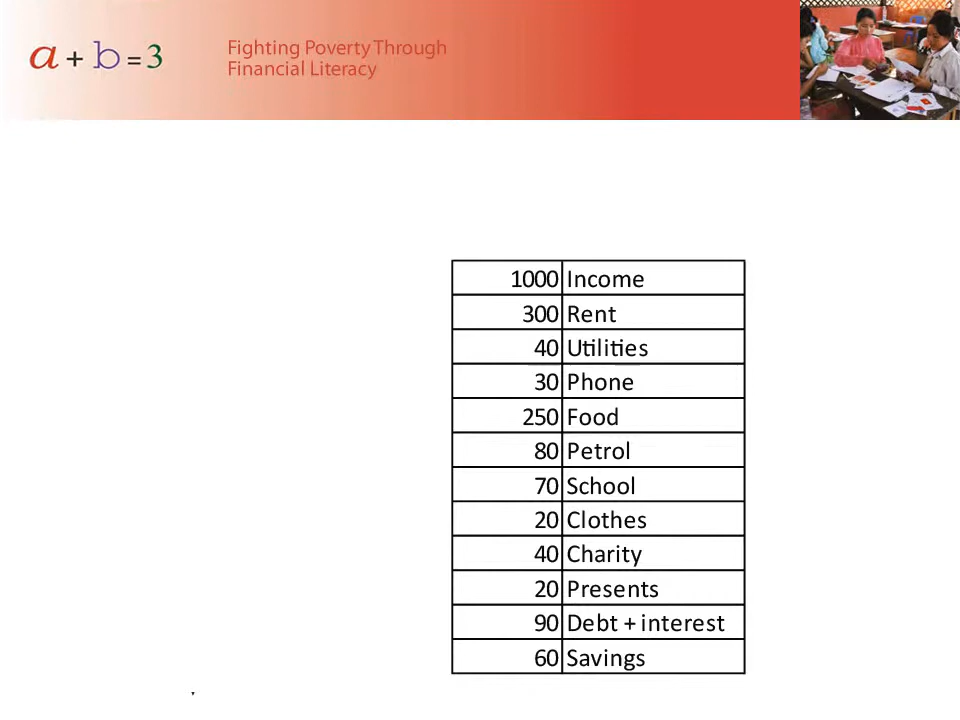 a + b = 3
Fighting Poverty Through
Financial Literacy
1000 Income
300 Rent
40 Utilities
30 Phone
250 Food
80 Petrol
70 School
20 Clothes
40 Charity
20 Presents
90 Debt + interest
60 Savings